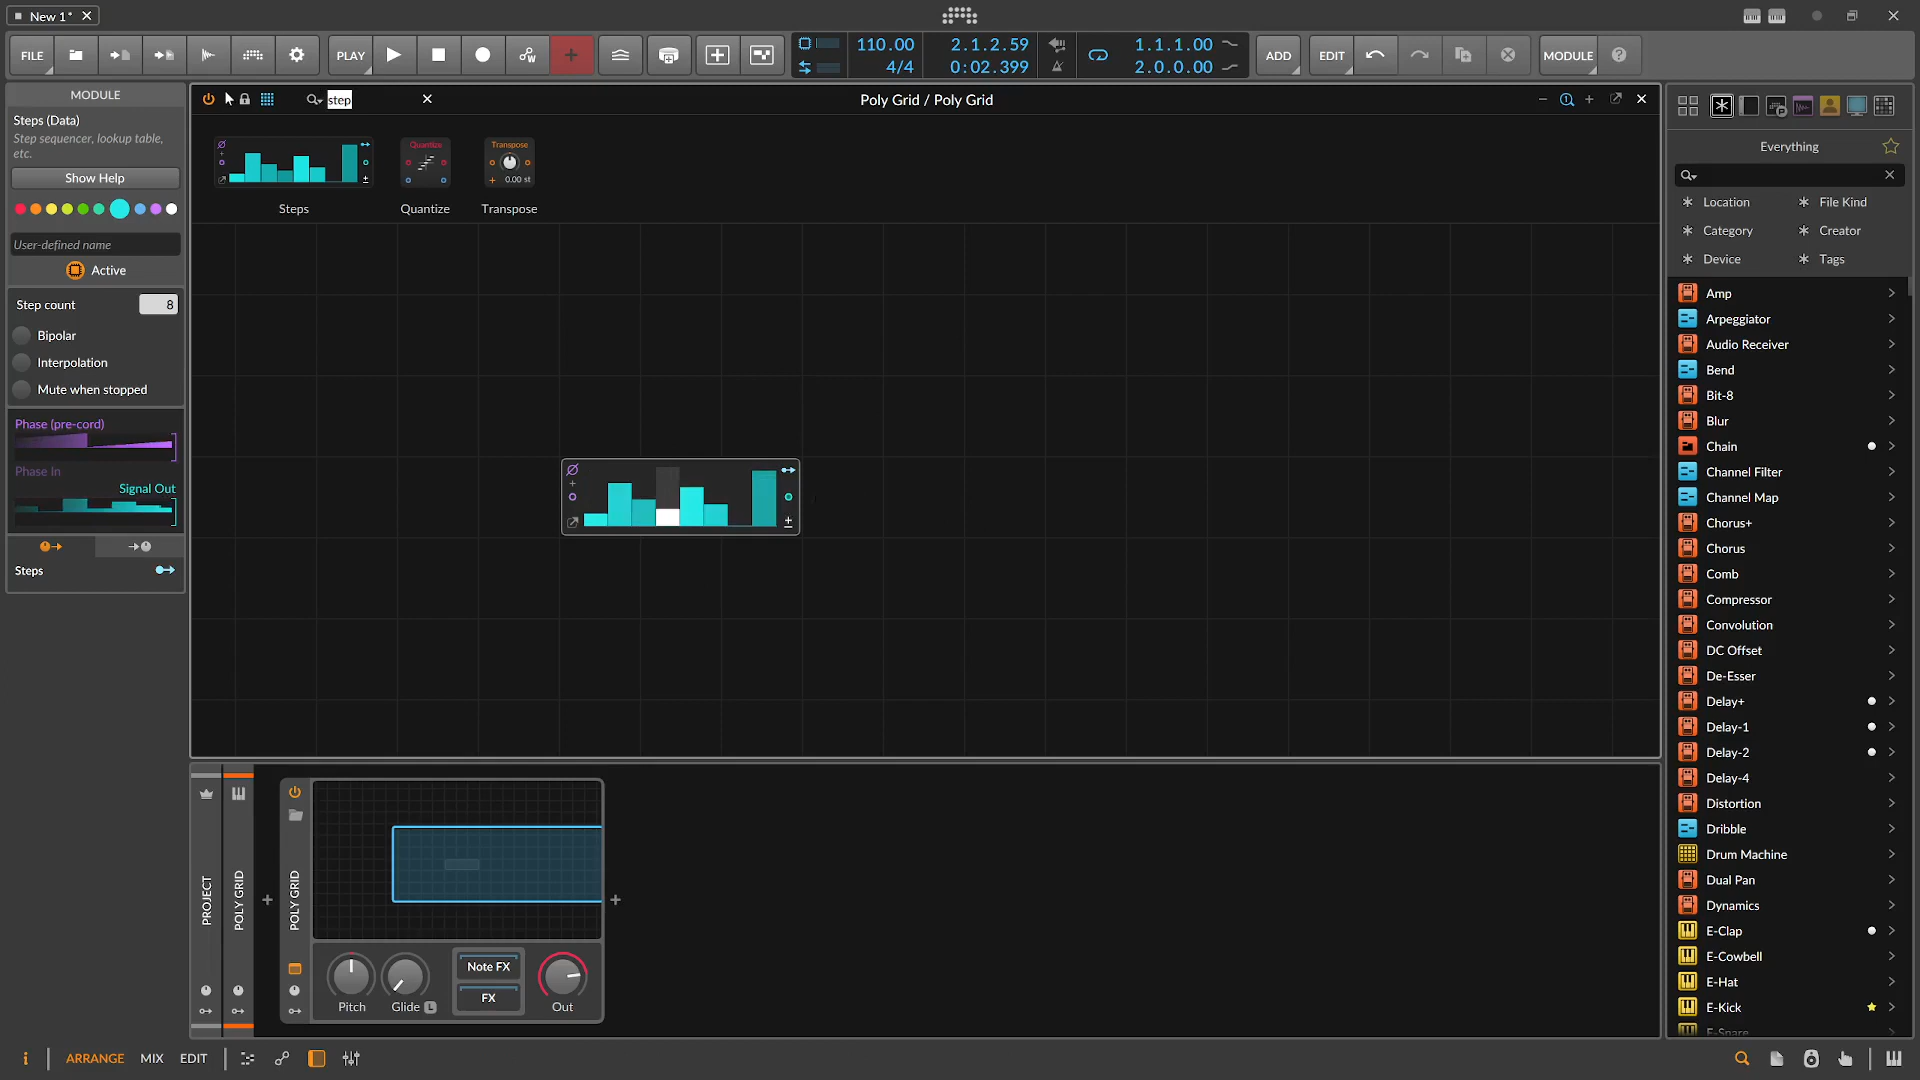 New 1*
FILE
PLAY
110.00
4/4
2.1.2.59
0:02.399
1.1.1.00
2.0.0.00
ADD
EDIT
MODULE
MODULE
Steps (Data)
Step sequencer, lookup table,
etc.
Show Help
User-defined name
Active
Step count 8
Bipolar
Interpolation
Mute when stopped
Phase (pre-cord)
Phase In
Signal Out
Steps
step
Poly Grid / Poly Grid
Quantize
Transpose
0.00 st
Steps
Quantize
Transpose
PROJECT
POLY GRID
POLY GRID
Pitch
Glide L
Note FX
FX
Out
Everything
Location
File Kind
Category
Creator
Device
Tags
Amp
Arpeggiator
Audio Receiver
Bend
Bit-8
Blur
Chain
Channel Filter
Channel Map
Chorus+
Chorus
Comb
Compressor
Convolution
DC Offset
De-Esser
Delay+
Delay-1
Delay-2
Delay-4
Distortion
Dribble
Drum Machine
Dual Pan
Dynamics
E-Clap
E-Cowbell
E-Hat
E-Kick
E-Snare
i
ARRANGE
MIX
EDIT